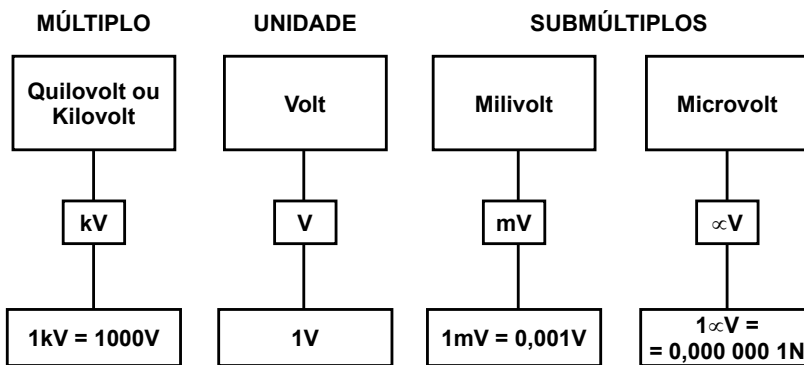 MÚLTIPLO UNIDADE SUBMÚLTIPLOS
Quilovolt ou
Kilovolt
Volt
Milivolt
Microvolt
kV
V
mV
∝V
1kV = 1000V
1V
1mV = 0,001V
1∝V =
= 0,000 000 1N